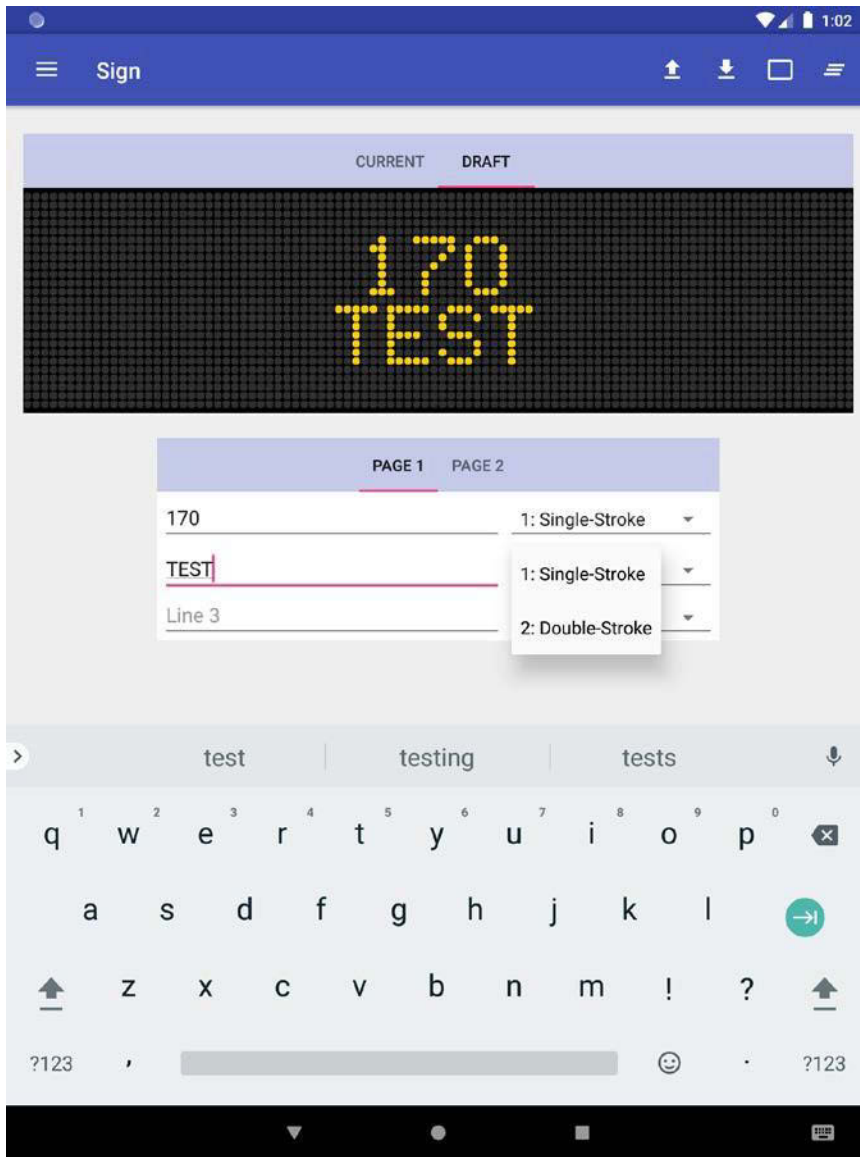 1:02
Sign
CURRENT DRAFT
170
TEST
PAGE 1 PAGE 2
170 1: Single-Stroke
TEST 1: Single-Stroke
Line 3 2: Double-Stroke
test testing tests
1 2 3 4 5 6 7 8 9 0
q w e r t y u i o p
a s d f g h j k l
z x c v b n m ! ?
?123 , . ?123